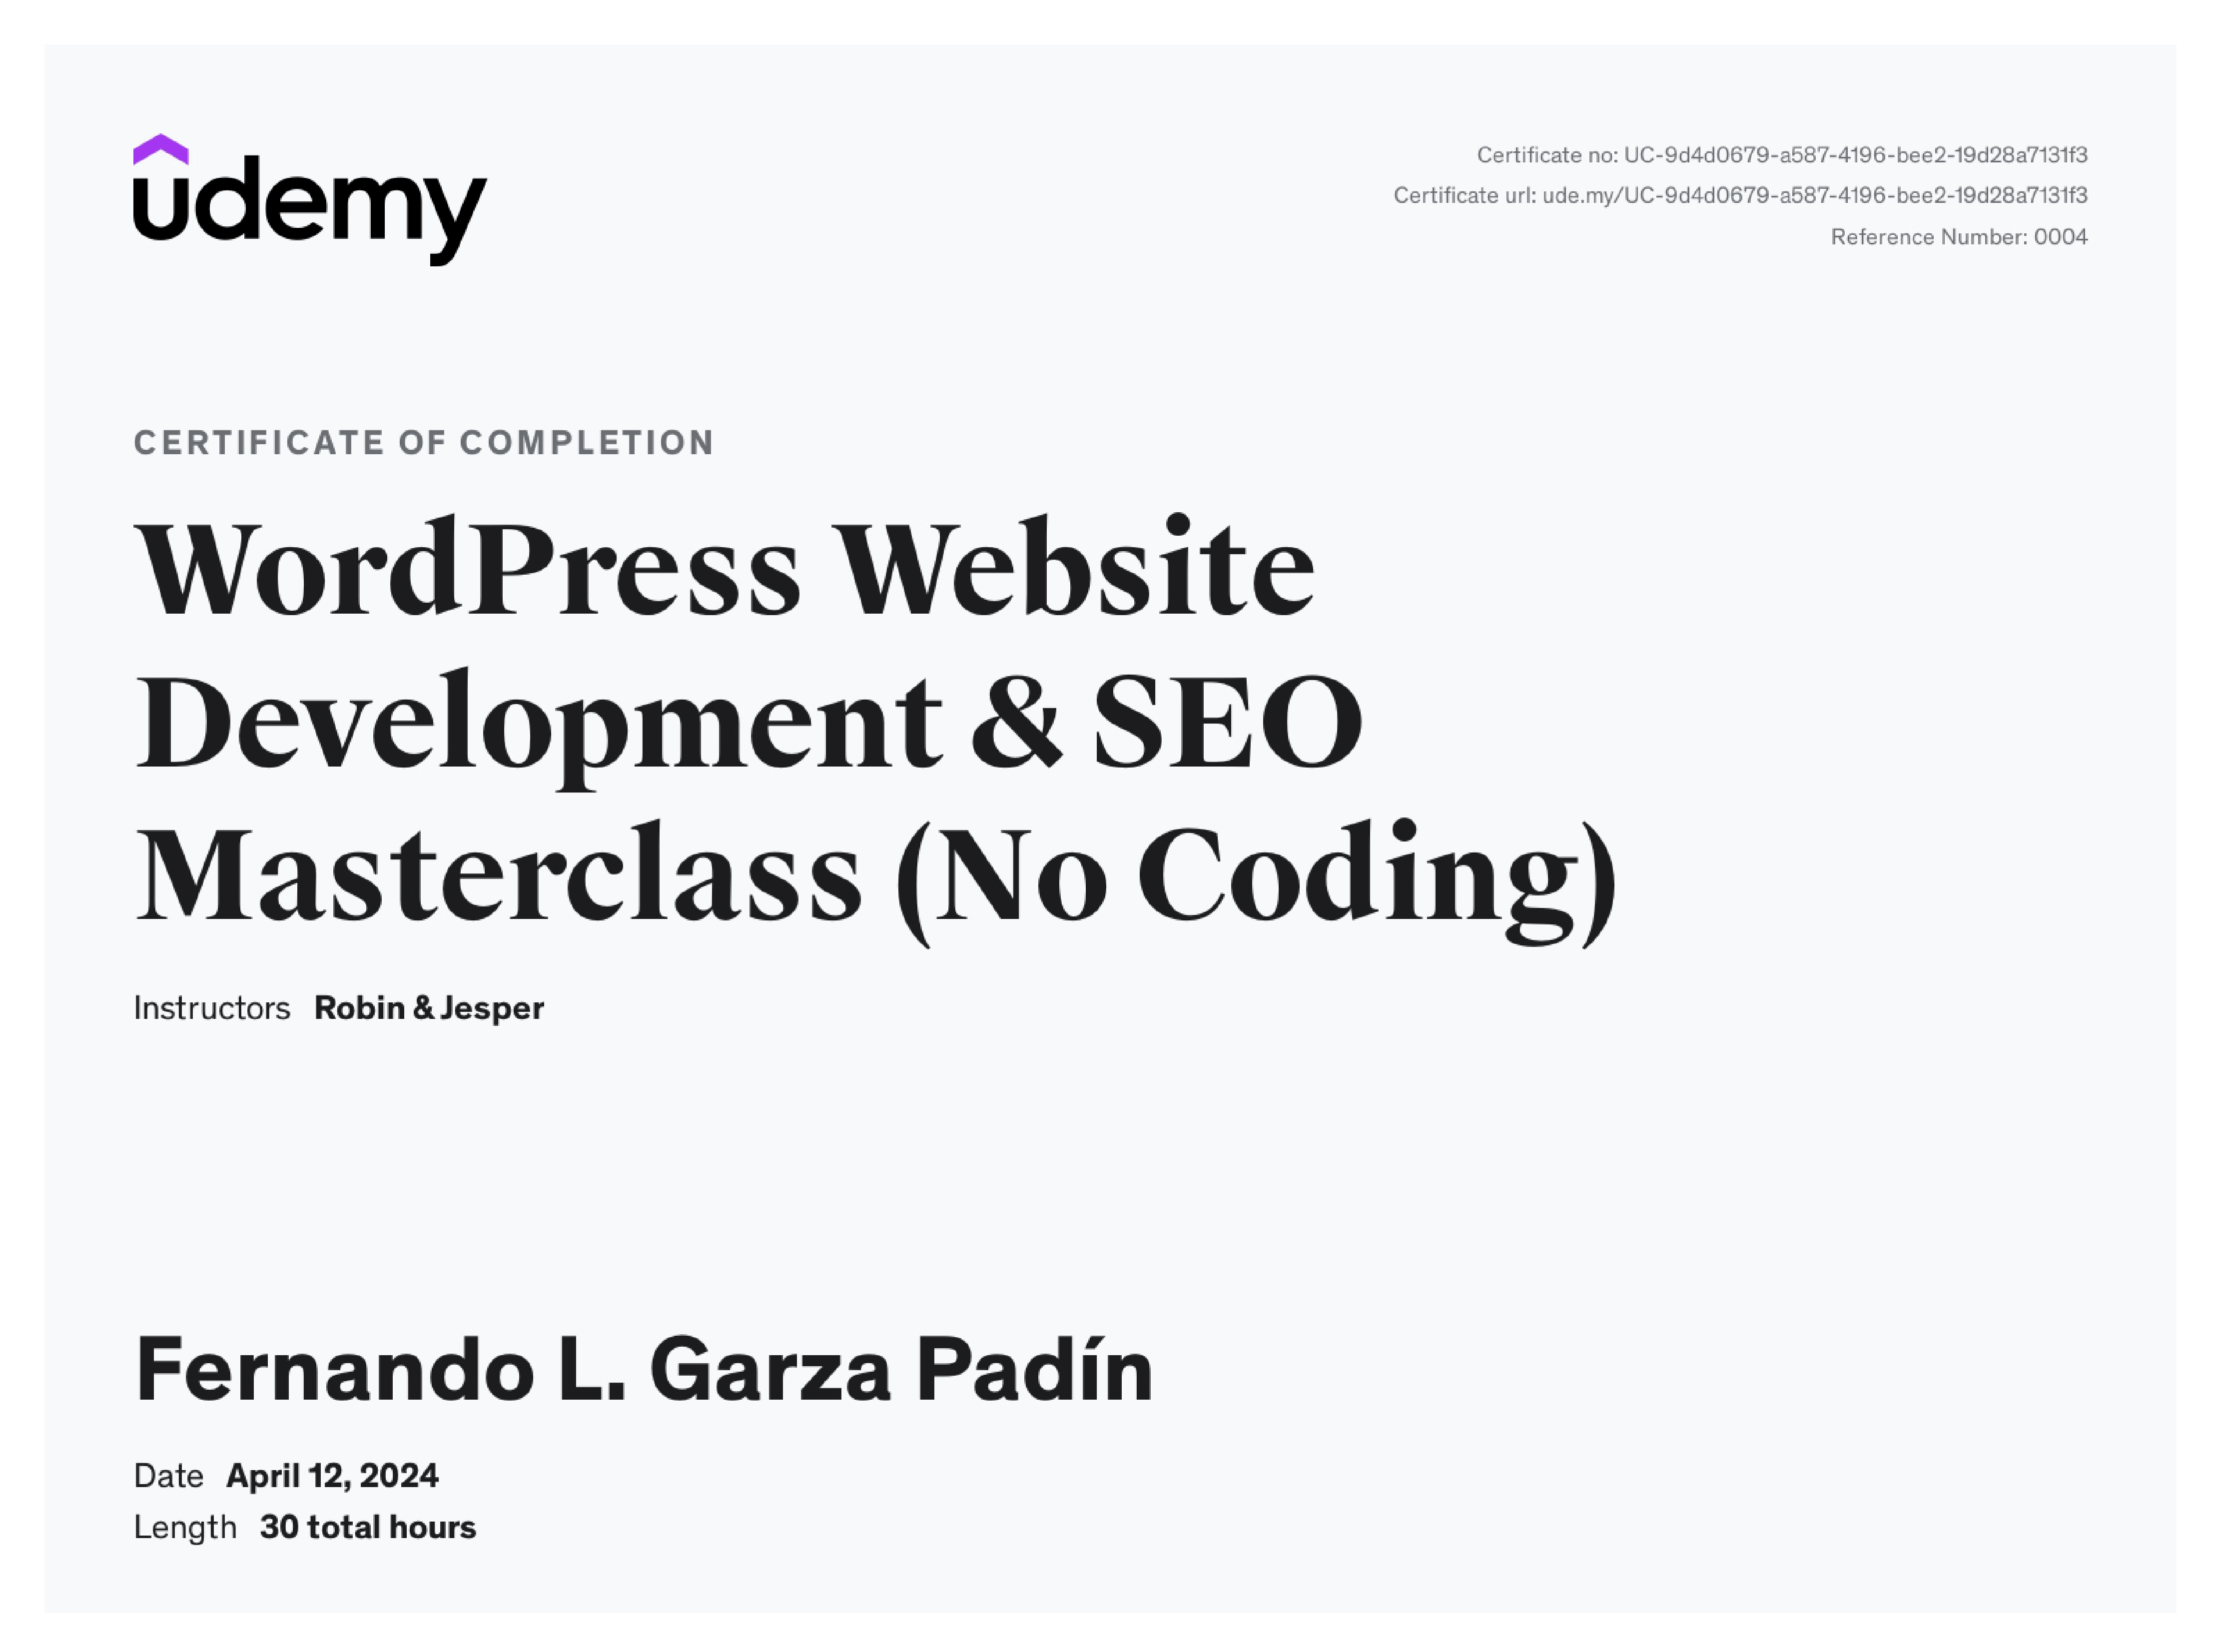 udemy
Certificate no: UC-9d4d0679-a587-4196-bee2-19d28a7131f3
Certificate url: ude.my/UC-9d4d0679-a587-4196-bee2-19d28a7131f3
Reference Number: 0004
CERTIFICATE OF COMPLETION
WordPress Website
Development & SEO
Masterclass (No Coding)
Instructors Robin & Jesper
Fernando L. Garza Padín
Date April 12, 2024
Length 30 total hours